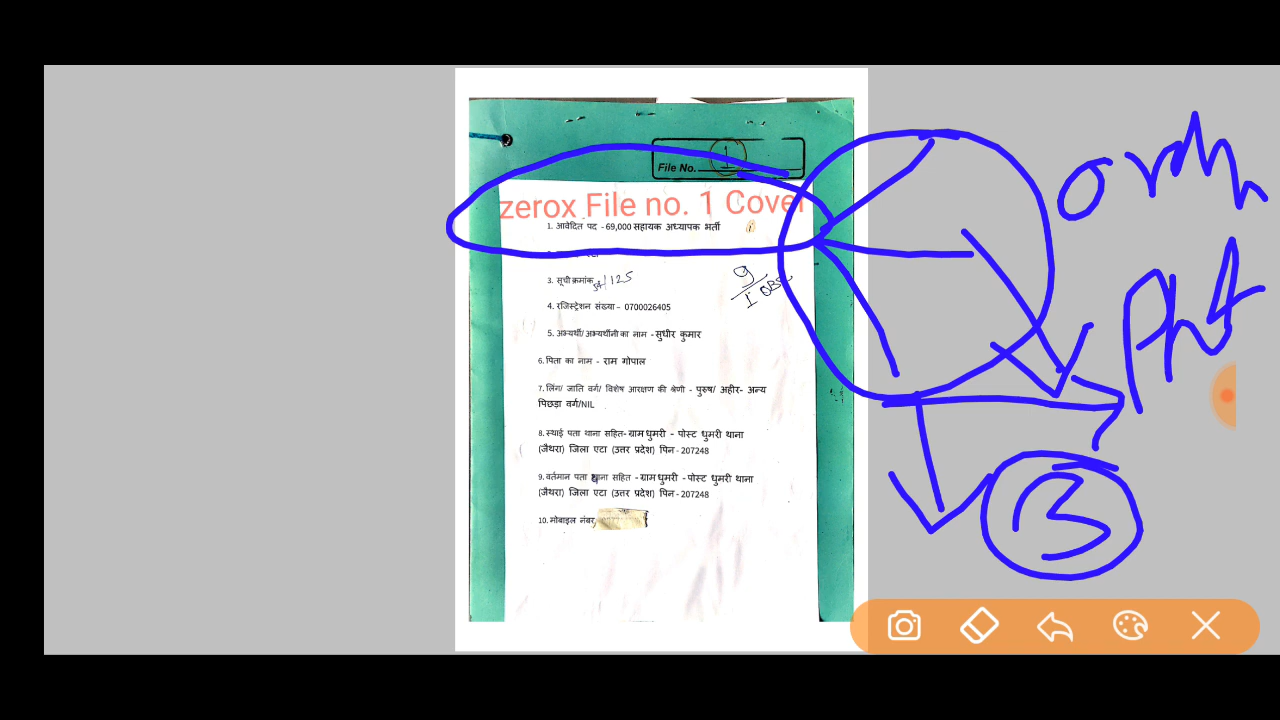 File No. 1
zerox File no. 1 Cover
1. आवेदित पद - 69,000 सहायक अध्यापक भर्ती
3. सूची क्रमांक /125
9/1 OBC
4. रजिस्ट्रेशन संख्या - 0700026405
5. अभ्यर्थी/ अभ्यर्थीनी का नाम - सुधीर कुमार
6. पिता का नाम - राम गोपाल
7. लिंग/ जाति वर्ग/ विशेष आरक्षण की श्रेणी - पुरुष/ अहीर- अन्य
पिछड़ा वर्ग/NIL
8. स्थाई पता थाना सहित- ग्राम धुमरी - पोस्ट धुमरी थाना
(जैथरा) जिला एटा (उत्तर प्रदेश) पिन - 207248
9. वर्तमान पता थाना सहित - ग्राम धुमरी - पोस्ट धुमरी थाना
(जैथरा) जिला एटा (उत्तर प्रदेश) पिन - 207248
10. मोबाइल नंबर
3